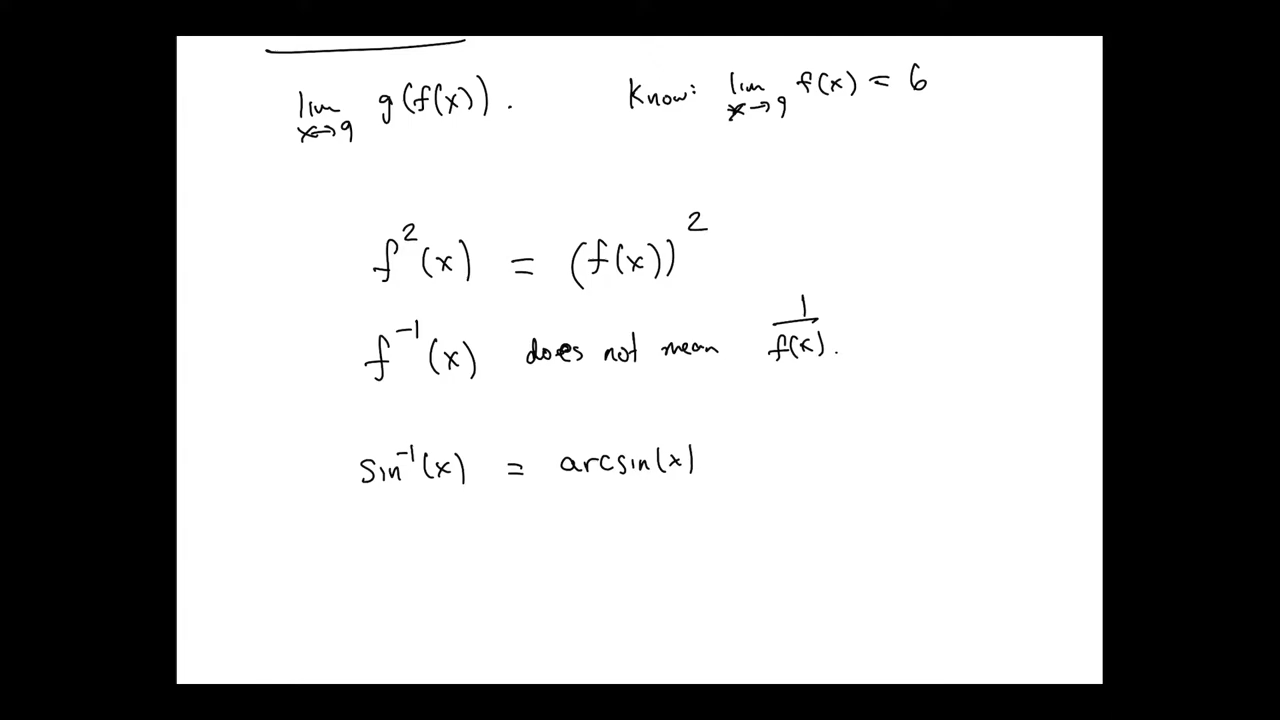 lim x→9 g(f(x)). Know: lim x→9 f(x) = 6
f²(x) = (f(x))²
f⁻¹(x) does not mean 1/f(x).
sin⁻¹(x) = arcsin(x)